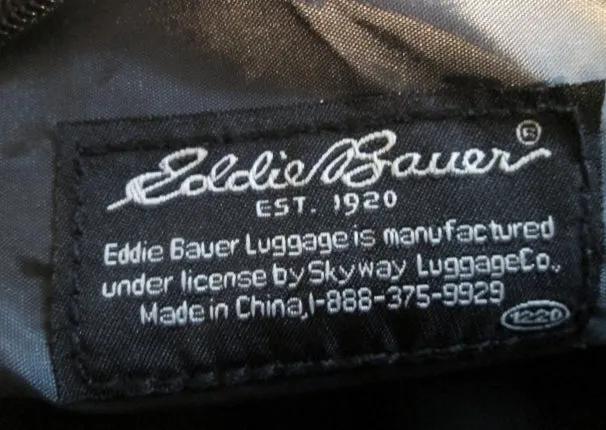 Eddie Bauer®
EST. 1920
Eddie Bauer Luggage is manufactured
under license by Skyway Luggage Co.,
Made in China, 1-888-375-9929
1220